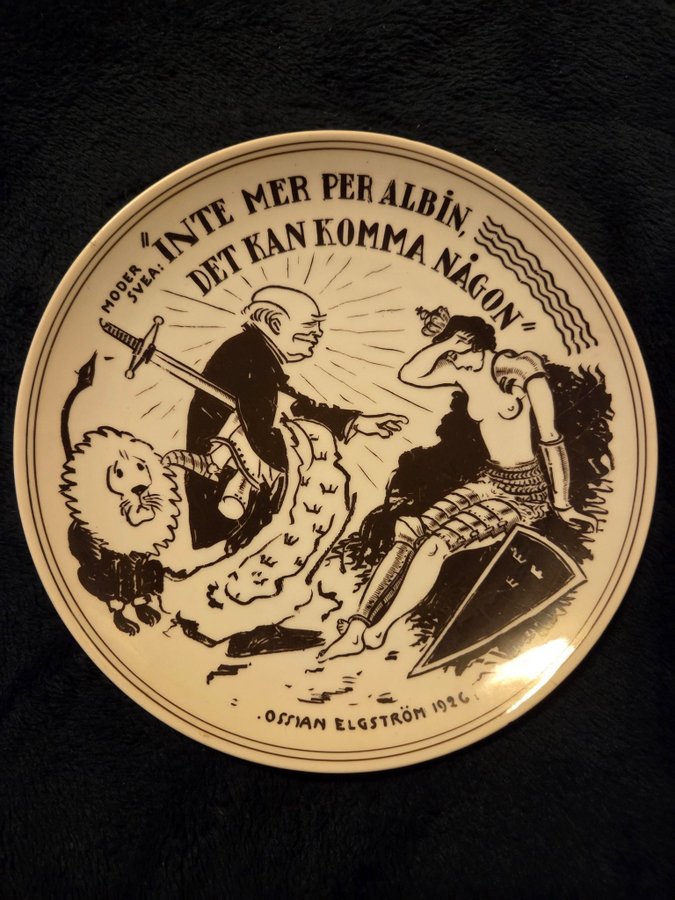 MODER
SVEA:
"INTE MER PER ALBIN,
DET KAN KOMMA NÅGON"
.OSSIAN ELGSTRÖM 1926.